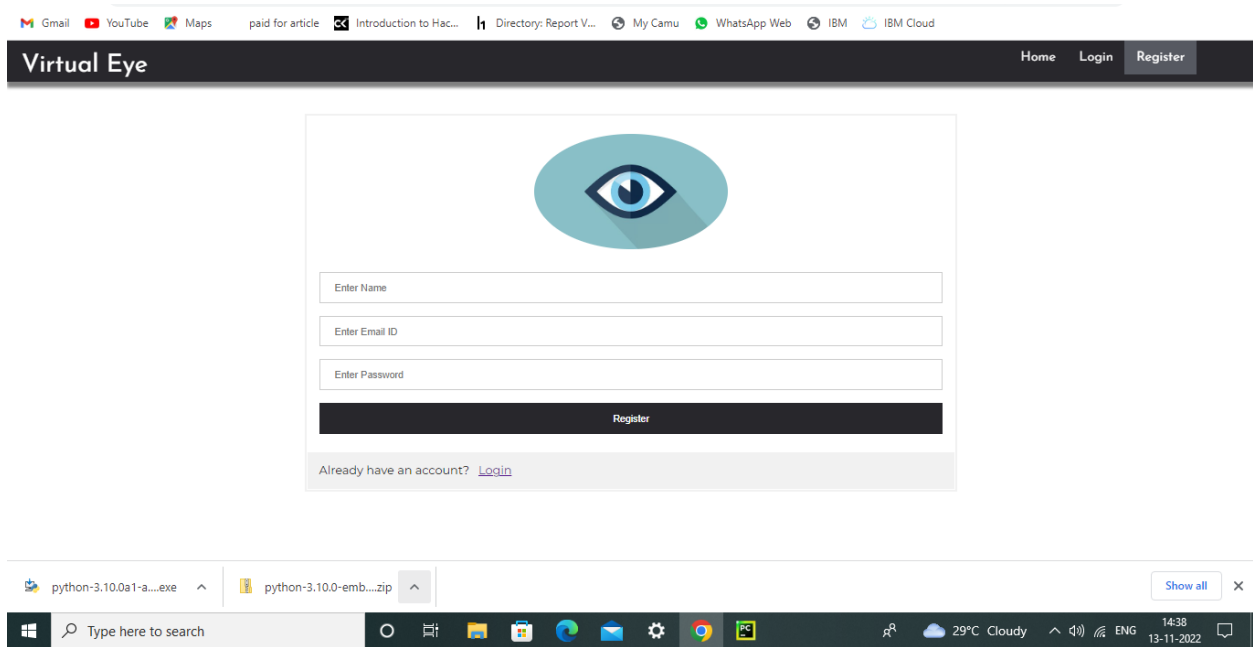 Gmail YouTube Maps paid for article Introduction to Hac... Directory: Report V... My Camu WhatsApp Web IBM IBM Cloud
Virtual Eye Home Login Register
Enter Name
Enter Email ID
Enter Password
Register
Already have an account? Login
python-3.10.0a1-a....exe python-3.10.0-emb....zip Show all
Type here to search PC 29°C Cloudy ENG 14:38
13-11-2022